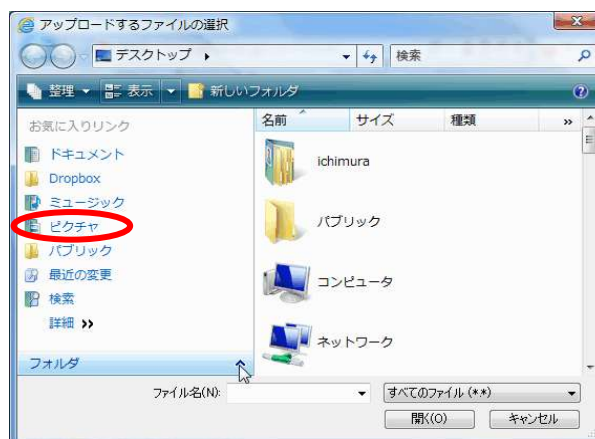 アップロードするファイルの選択
デスクトップ
検索
整理 表示 新しいフォルダ
お気に入りリンク
ドキュメント
Dropbox
ミュージック
ピクチャ
パブリック
最近の変更
検索
詳細 »
フォルダ
名前 サイズ 種類 »
ichimura
パブリック
コンピュータ
ネットワーク
ファイル名(N):
すべてのファイル (*.*)
開く(O) キャンセル